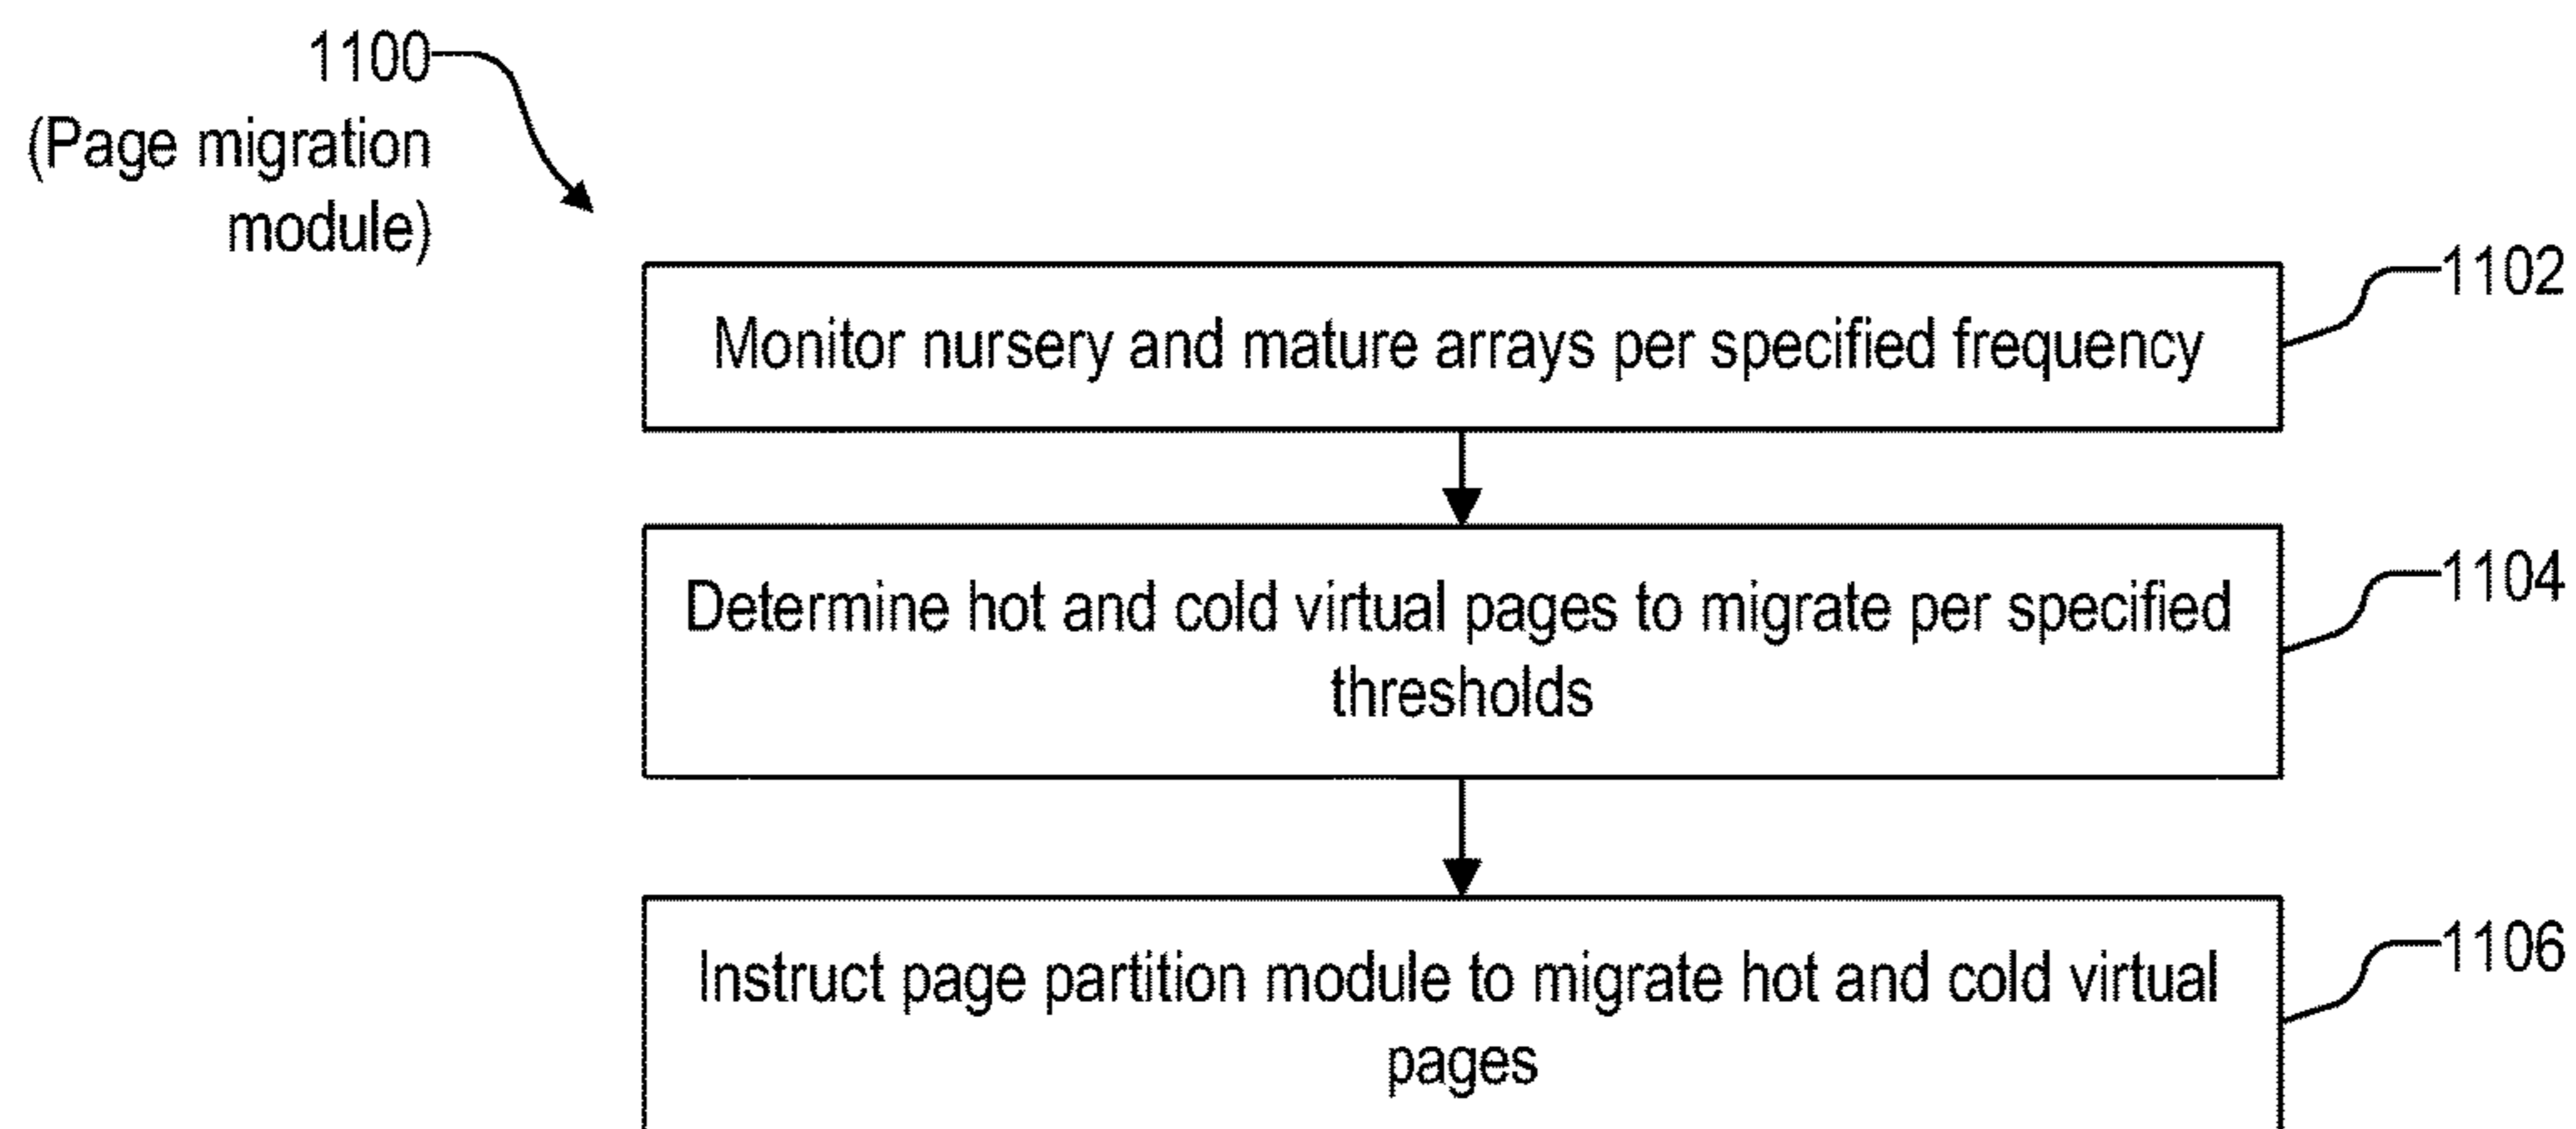 1100
(Page migration
module)
1102
Monitor nursery and mature arrays per specified frequency
1104
Determine hot and cold virtual pages to migrate per specified
thresholds
1106
Instruct page partition module to migrate hot and cold virtual
pages